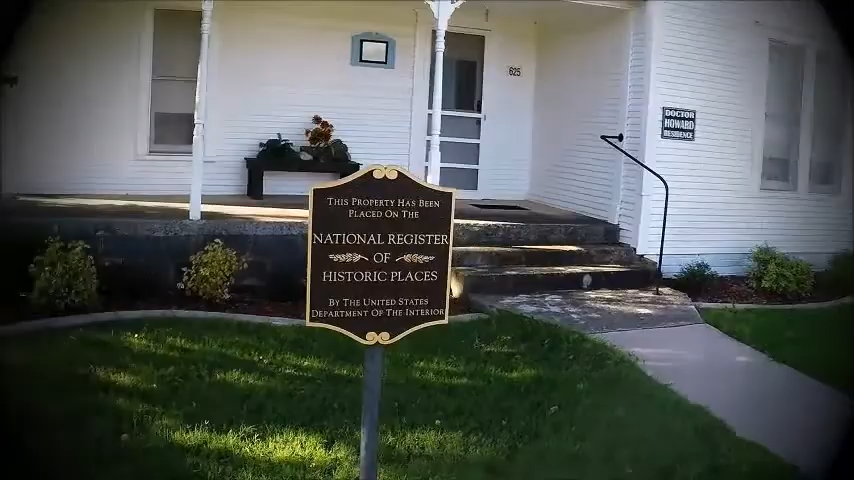 625
DOCTOR
HOWARD
RESIDENCE
THIS PROPERTY HAS BEEN
PLACED ON THE
NATIONAL REGISTER
OF
HISTORIC PLACES
BY THE UNITED STATES
DEPARTMENT OF THE INTERIOR